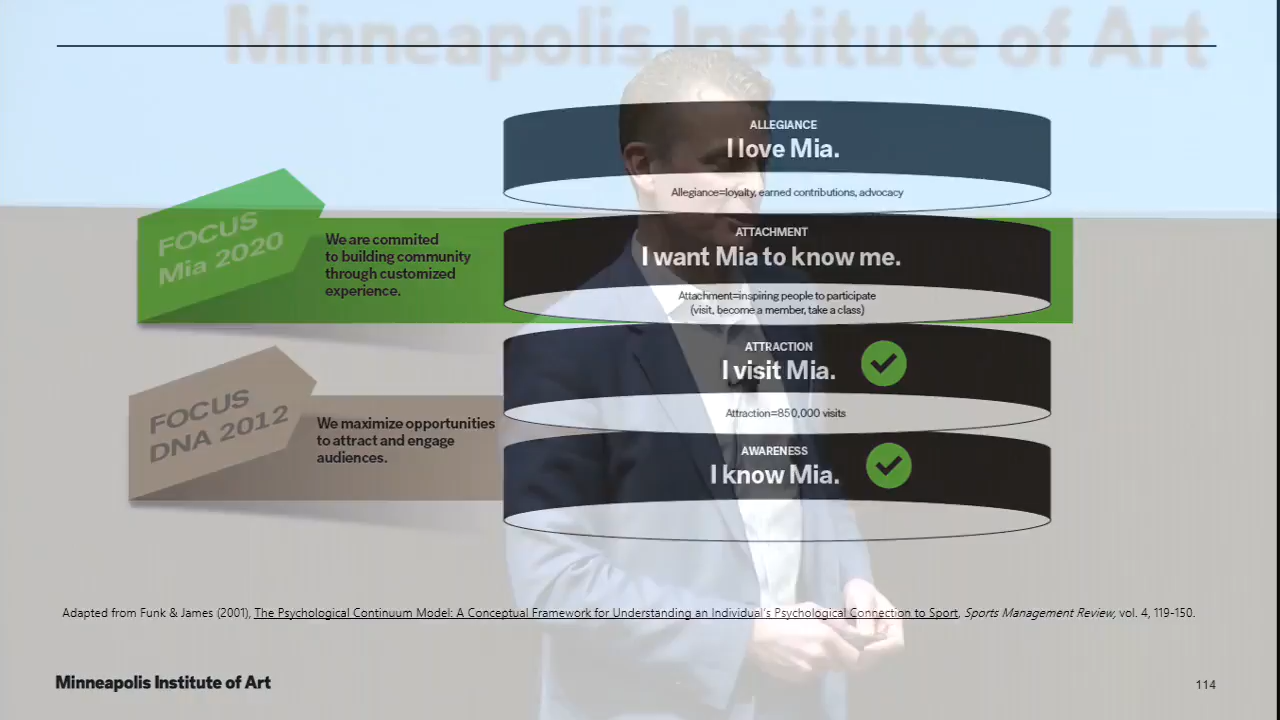 Minneapolis Institute of Art
ALLEGIANCE
I love Mia.
Allegiance=loyalty, earned contributions, advocacy
FOCUS
Mia 2020
We are commited
to building community
through customized
experience.
ATTACHMENT
I want Mia to know me.
Attachment=inspiring people to participate
(visit, become a member, take a class)
ATTRACTION
I visit Mia.
Attraction=850,000 visits
FOCUS
DNA 2012
We maximize opportunities
to attract and engage
audiences.
AWARENESS
I know Mia.
Adapted from Funk & James (2001), The Psychological Continuum Model: A Conceptual Framework for Understanding an Individual's Psychological Connection to Sport, Sports Management Review, vol. 4, 119-150.
Minneapolis Institute of Art
114